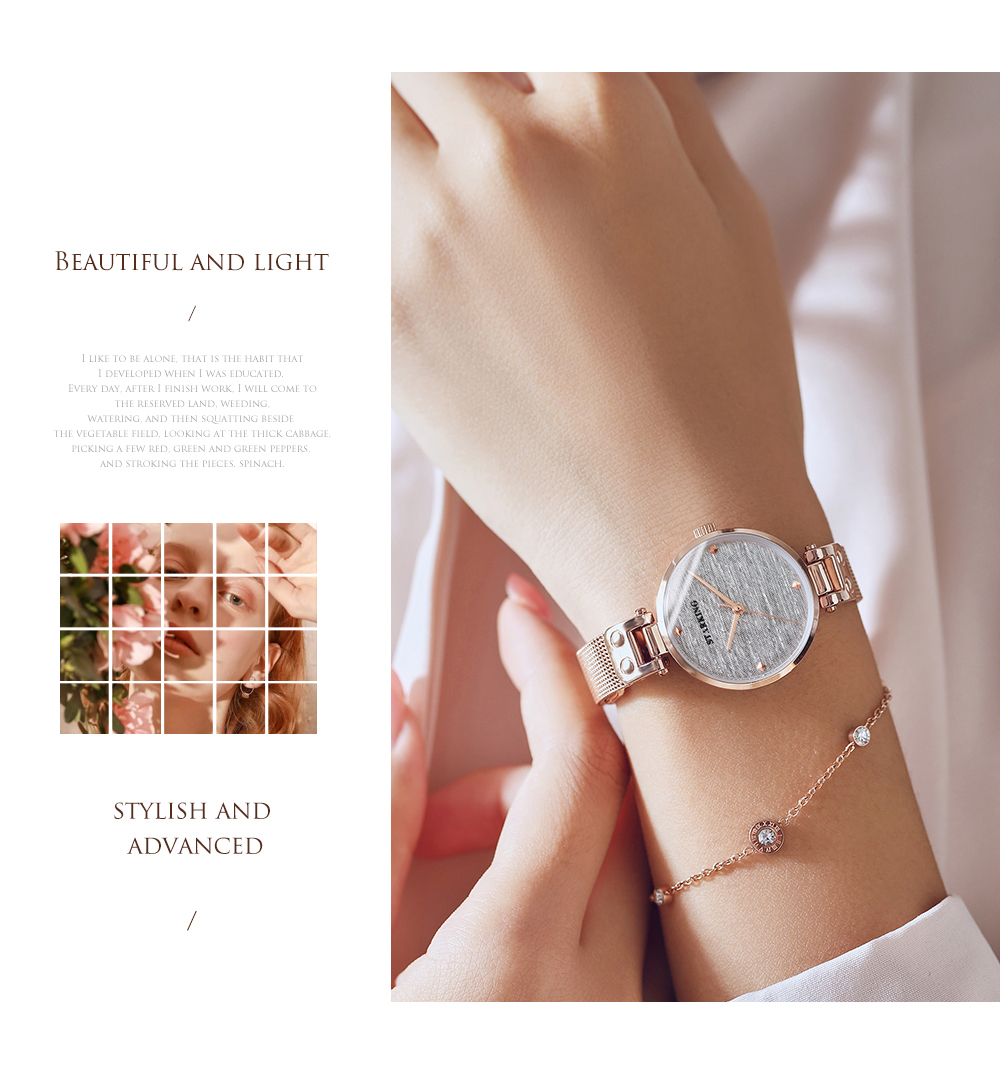 BEAUTIFUL AND LIGHT
/
I LIKE TO BE ALONE, THAT IS THE HABIT THAT
I DEVELOPED WHEN I WAS EDUCATED,
EVERY DAY, AFTER I FINISH WORK, I WILL COME TO
THE RESERVED LAND, WEEDING,
WATERING, AND THEN SQUATTING BESIDE
THE VEGETABLE FIELD, LOOKING AT THE THICK CABBAGE,
PICKING A FEW RED, GREEN AND GREEN PEPPERS,
AND STROKING THE PIECES, SPINACH.
STYLISH AND
ADVANCED
/
STARKING